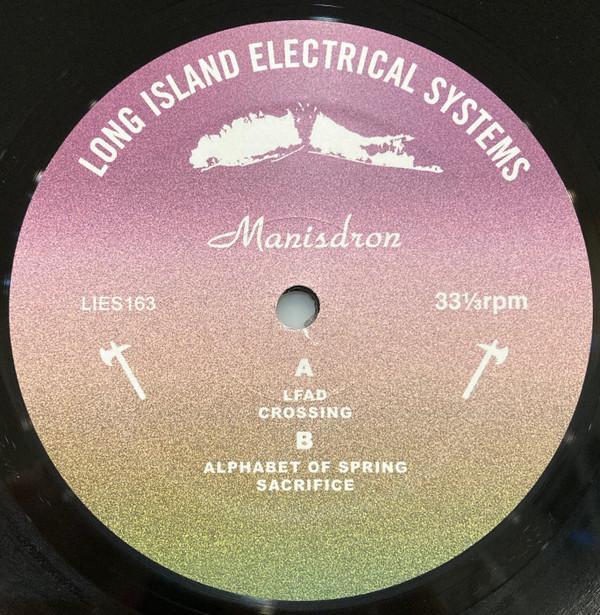 LONG ISLAND ELECTRICAL SYSTEMS
Manisdron
LIES163 33⅓rpm
A
LFAD
CROSSING
B
ALPHABET OF SPRING
SACRIFICE